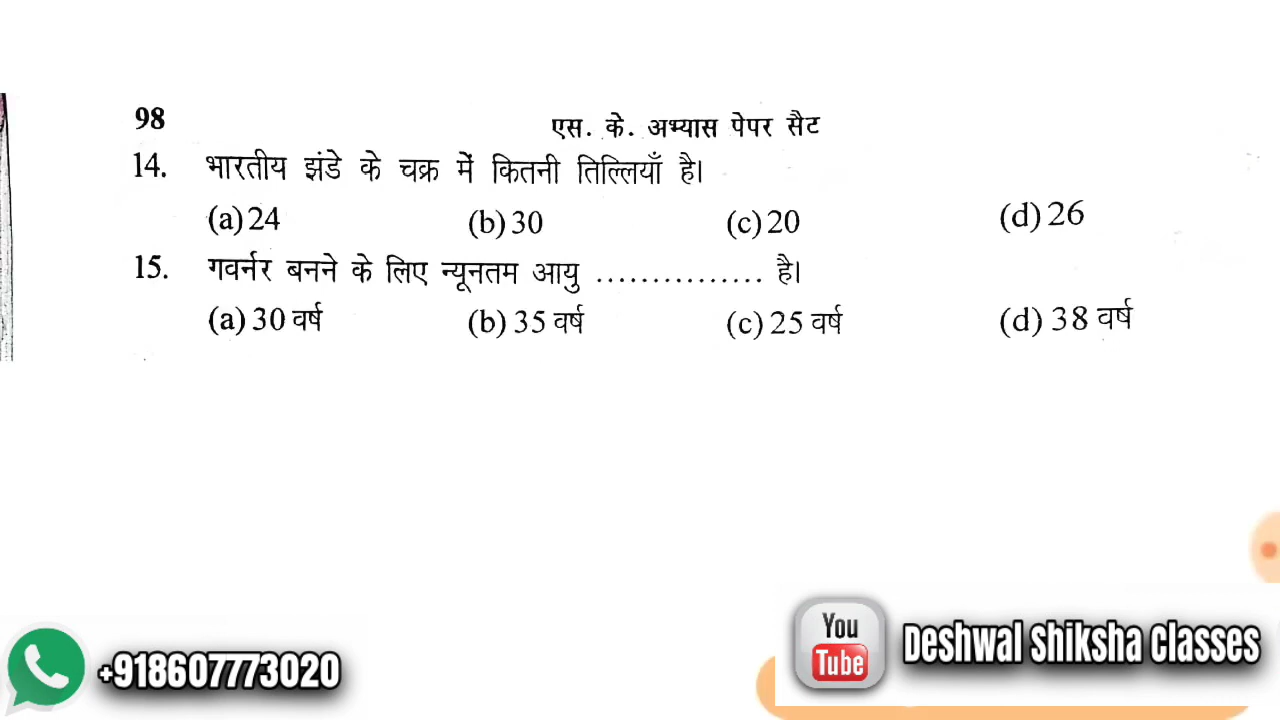 98
एस. के. अभ्यास पेपर सैट
14. भारतीय झंडे के चक्र में कितनी तिल्लियाँ है।
(a) 24 (b) 30 (c) 20 (d) 26
15. गवर्नर बनने के लिए न्यूनतम आयु ............... है।
(a) 30 वर्ष (b) 35 वर्ष (c) 25 वर्ष (d) 38 वर्ष
+918607773020
You
Tube
Deshwal Shiksha Classes